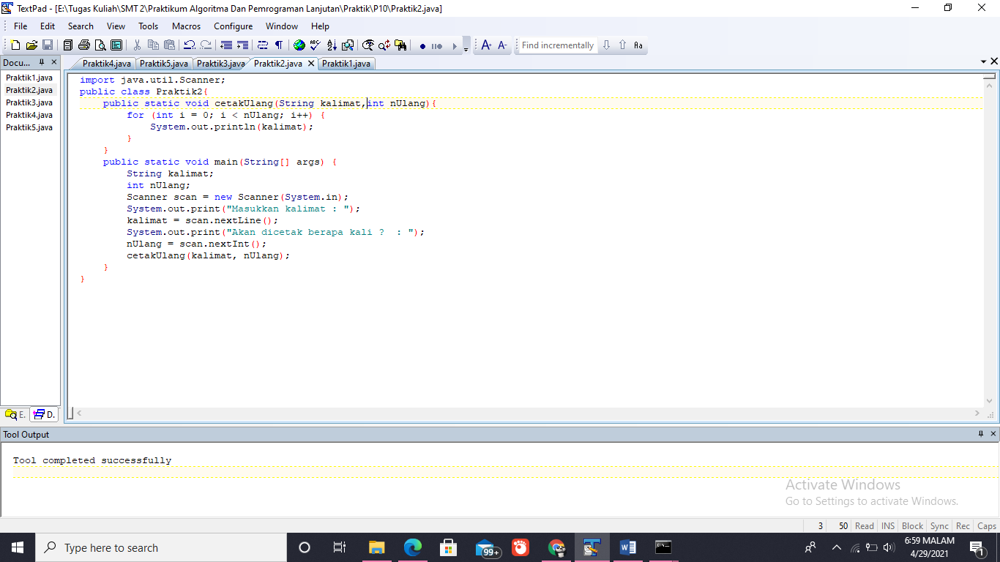 TextPad - [E:\Tugas Kuliah\SMT 2\Praktikum Algoritma Dan Pemrograman Lanjutan\Praktik\P10\Praktik2.java]
File Edit Search View Tools Macros Configure Window Help
Find incrementally
Docu...
Praktik4.java Praktik5.java Praktik3.java Praktik2.java Praktik1.java
Praktik1.java
Praktik2.java
Praktik3.java
Praktik4.java
Praktik5.java
import java.util.Scanner;
public class Praktik2{
    public static void cetakUlang(String kalimat,int nUlang){
        for (int i = 0; i < nUlang; i++) {
            System.out.println(kalimat);
        }
    }
    public static void main(String[] args) {
        String kalimat;
        int nUlang;
        Scanner scan = new Scanner(System.in);
        System.out.print("Masukkan kalimat : ");
        kalimat = scan.nextLine();
        System.out.print("Akan dicetak berapa kali ?  : ");
        nUlang = scan.nextInt();
        cetakUlang(kalimat, nUlang);
    }
}
E. D.
Tool Output
Tool completed successfully
Activate Windows
Go to Settings to activate Windows.
3 50 Read INS Block Sync Rec Caps
Type here to search
99+
6:59 MALAM
4/29/2021
1